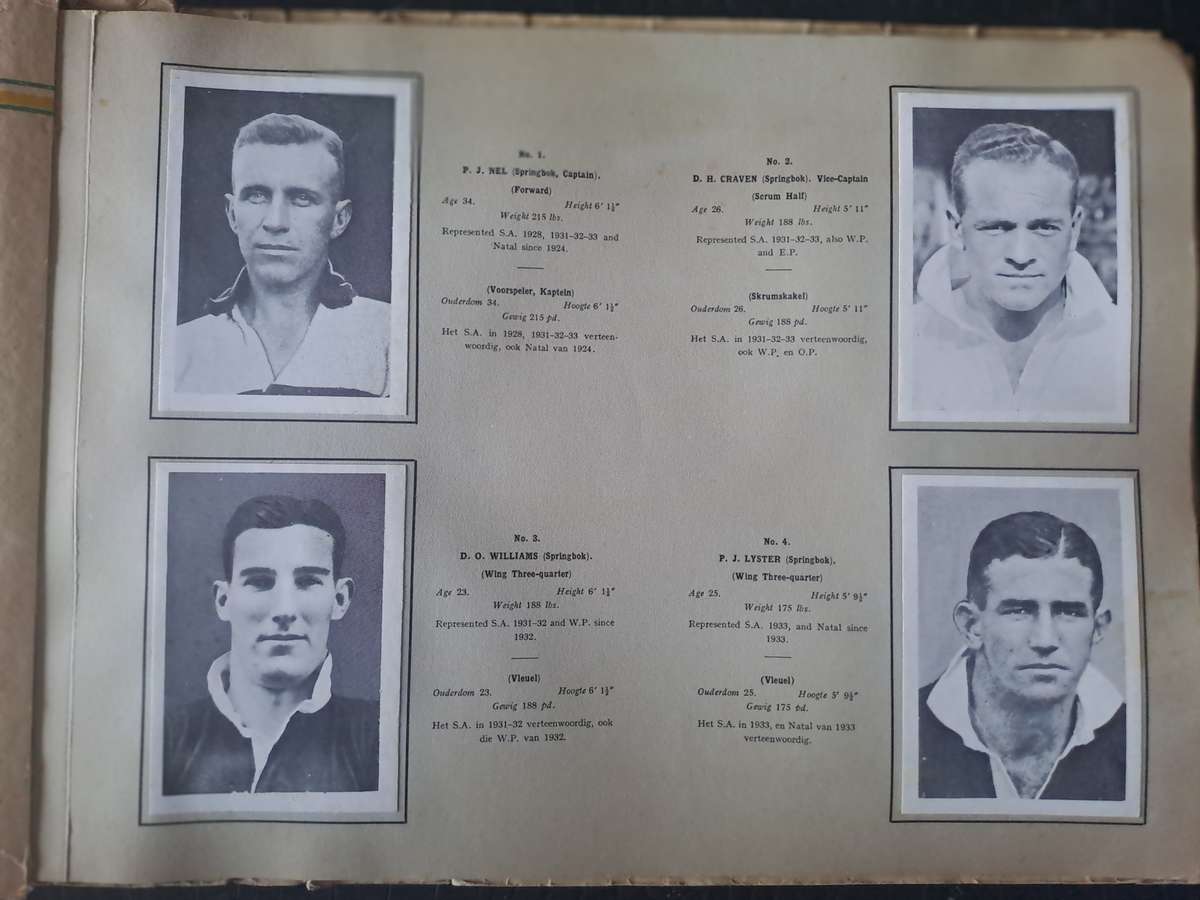 No. 1.
P. J. NEL (Springbok, Captain).
(Forward)
Age 34. Height 6' 1½"
Weight 215 lbs.
Represented S.A. 1928, 1931-32-33 and
Natal since 1924.
(Voorspeler, Kaptein)
Ouderdom 34. Hoogte 6' 1½"
Gewig 215 pd.
Het S.A. in 1928, 1931-32-33 verteen-
woordig, ook Natal van 1924.
No. 2.
D. H. CRAVEN (Springbok). Vice-Captain
(Scrum Half)
Age 26. Height 5' 11"
Weight 188 lbs.
Represented S.A. 1931-32-33, also W.P.
and E.P.
(Skrumskakel)
Ouderdom 26. Hoogte 5' 11"
Gewig 188 pd.
Het S.A. in 1931-32-33 verteenwoordig,
ook W.P. en O.P.
No. 3.
D. O. WILLIAMS (Springbok).
(Wing Three-quarter)
Age 23. Height 6' 1½"
Weight 188 lbs.
Represented S.A. 1931-32 and W.P. since
1932.
(Vleuel)
Ouderdom 23. Hoogte 6' 1½"
Gewig 188 pd.
Het S.A. in 1931-32 verteenwoordig, ook
die W.P. van 1932.
No. 4.
P. J. LYSTER (Springbok).
(Wing Three-quarter)
Age 25. Height 5' 9½"
Weight 175 lbs.
Represented S.A. 1933, and Natal since
1933.
(Vleuel)
Ouderdom 25. Hoogte 5' 9½"
Gewig 175 pd.
Het S.A. in 1933, en Natal van 1933
verteenwoordig.